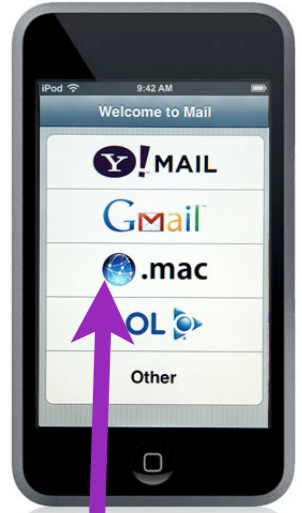 iPod 9:42 AM
Welcome to Mail
Y! MAIL
Gmail
.mac
OL
Other